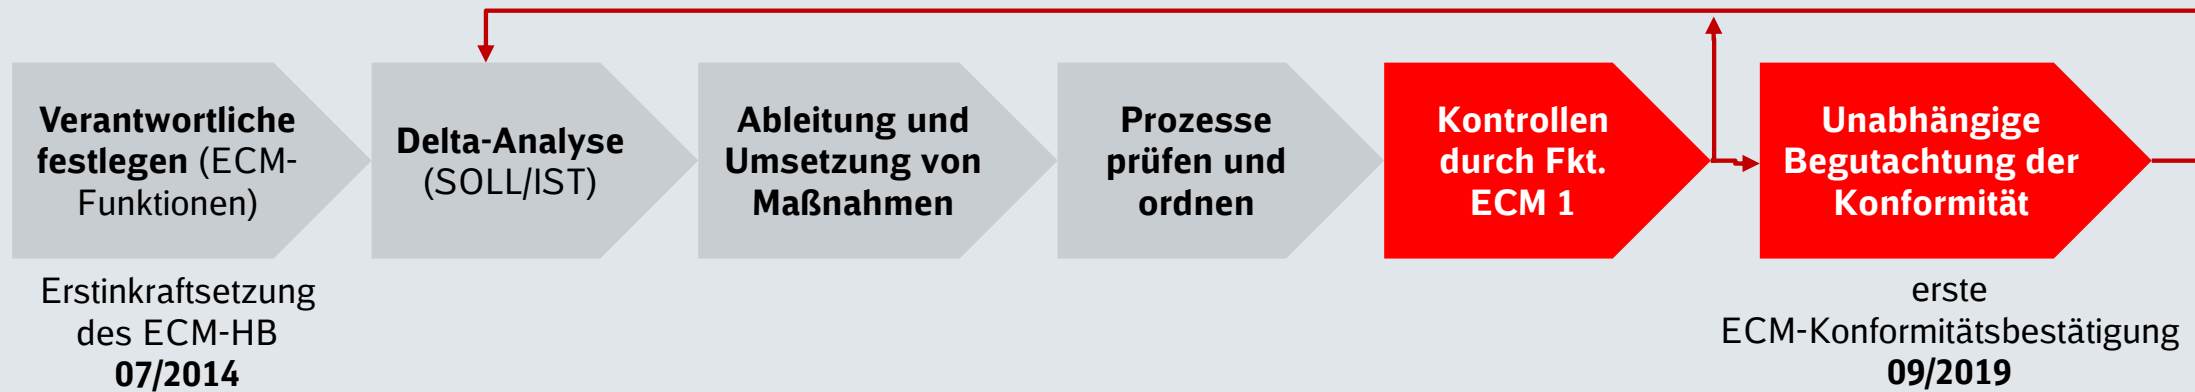 Verantwortliche
festlegen (ECM-
Funktionen)
Delta-Analyse
(SOLL/IST)
Ableitung und
Umsetzung von
Maßnahmen
Prozesse
prüfen und
ordnen
Kontrollen
durch Fkt.
ECM 1
Unabhängige
Begutachtung der
Konformität
Erstinkraftsetzung
des ECM-HB
07/2014
erste
ECM-Konformitätsbestätigung
09/2019